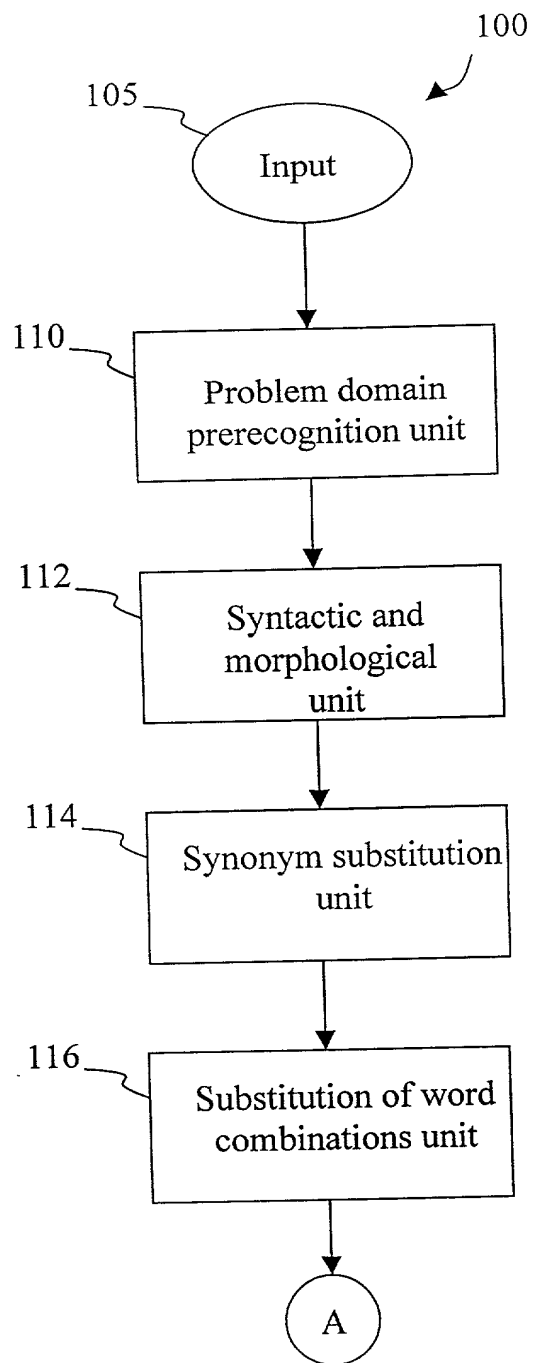 100
105
Input
110
Problem domain
prerecognition unit
112
Syntactic and
morphological
unit
114
Synonym substitution
unit
116
Substitution of word
combinations unit
A